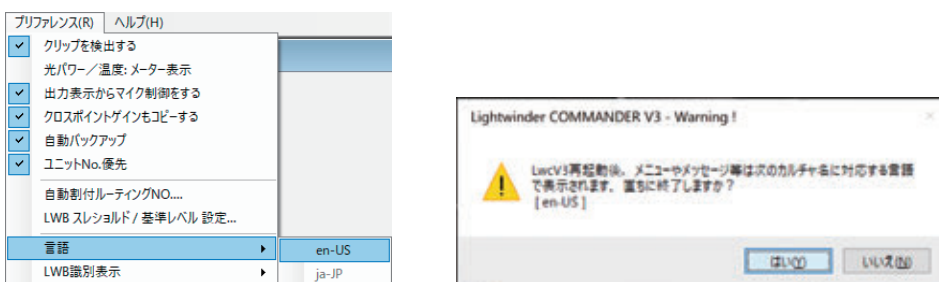 プリファレンス(R) ヘルプ(H)
クリップを検出する
光パワー／温度: メーター表示
出力表示からマイク制御をする
クロスポイントゲインもコピーする
自動バックアップ
ユニットNo.優先
自動割付ルーティングNO....
LWB スレショルド / 基準レベル 設定...
言語 en-US
LWB識別表示 ja-JP
Lightwinder COMMANDER V3 - Warning !
LwcV3再起動後、メニューやメッセージ等は次のカルチャ名に対応する言語
で表示されます。直ちに終了しますか？
[ en-US ]
はい(Y) いいえ(N)